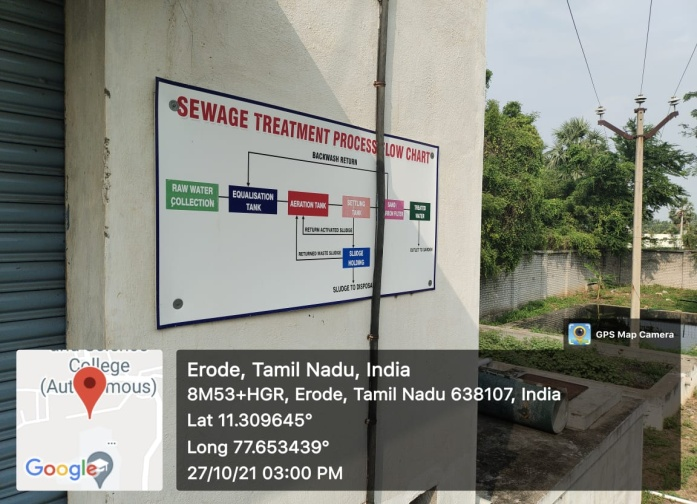 SEWAGE TREATMENT PROCESS FLOW CHART
BACKWASH RETURN
RAW WATER
COLLECTION
EQUALISATION
TANK
AERATION TANK
SETTLING
TANK
SAND
FILTER
TREATED
WATER
RETURN ACTIVATED SLUDGE
RETURNED WASTE SLUDGE
SLUDGE
HOLDING
OUTLET TO GARDEN
SLUDGE TO DISPOSAL
GPS Map Camera
College
(Autonomous)
Google
Erode, Tamil Nadu, India
8M53+HGR, Erode, Tamil Nadu 638107, India
Lat 11.309645°
Long 77.653439°
27/10/21 03:00 PM